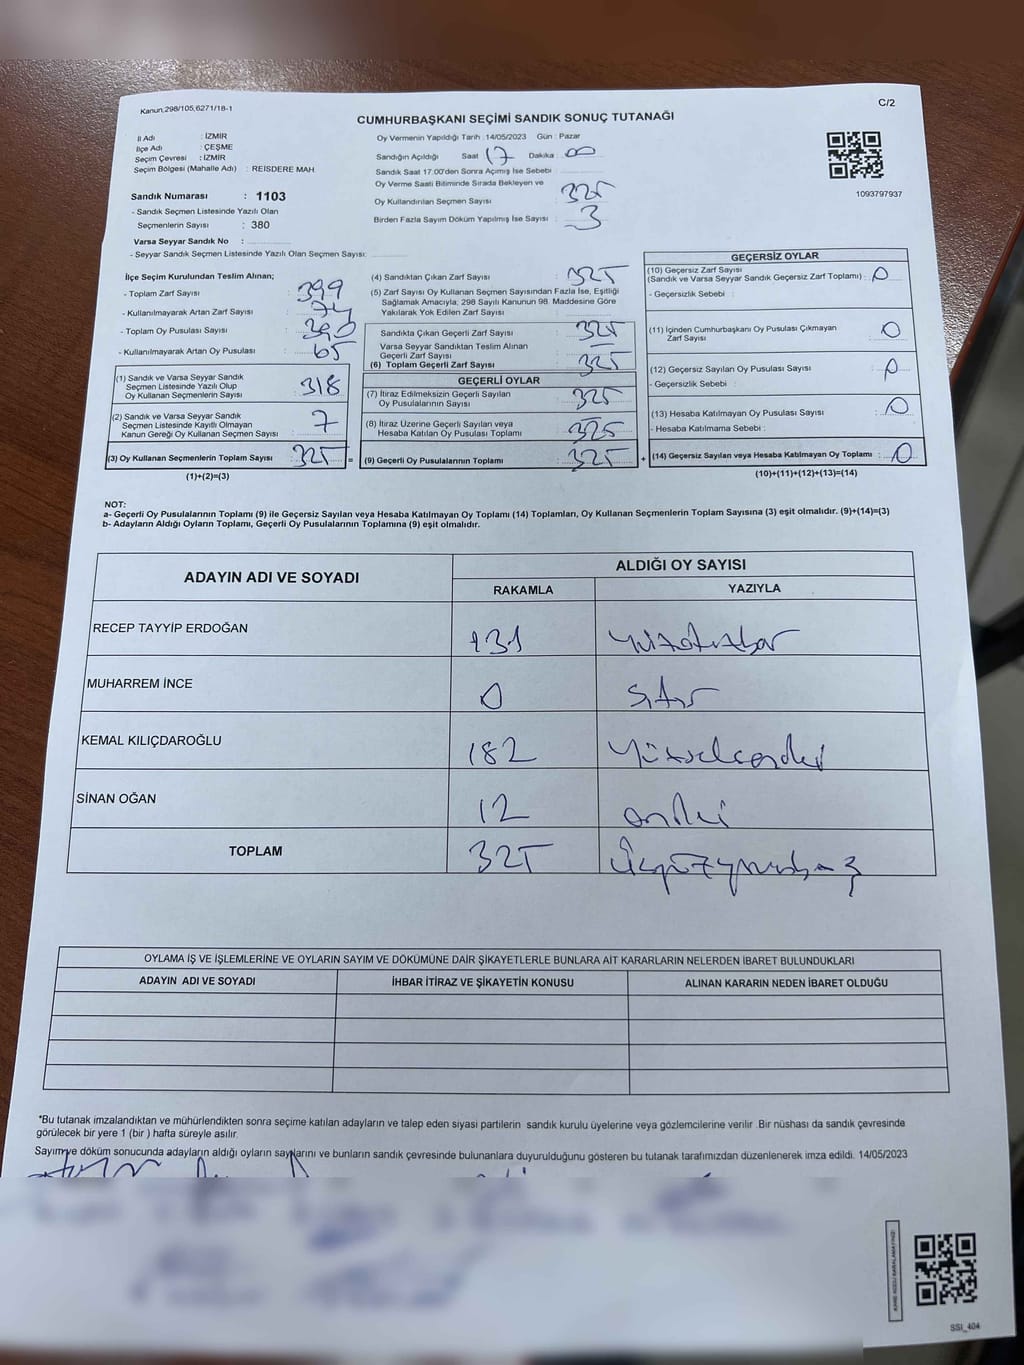 Kanun,298/105,6271/18-1
C/2
CUMHURBAŞKANI SEÇİMİ SANDIK SONUÇ TUTANAĞI
İl Adı : İZMİR
İlçe Adı : ÇEŞME
Seçim Çevresi : İZMİR
Seçim Bölgesi (Mahalle Adı) : REİSDERE MAH
Sandık Numarası : 1103
- Sandık Seçmen Listesinde Yazılı Olan
Seçmenlerin Sayısı : 380
Varsa Seyyar Sandık No :
- Seyyar Sandık Seçmen Listesinde Yazılı Olan Seçmen Sayısı:
Oy Vermenin Yapıldığı Tarih :14/05/2023 Gün : Pazar
Sandığın Açıldığı Saat 17 Dakika : 00
Sandık Saat 17.00'den Sonra Açımış İse Sebebi
Oy Verme Saati Bitiminde Sırada Bekleyen ve
Oy Kullandırılan Seçmen Sayısı : 325
Birden Fazla Sayım Döküm Yapılmış İse Sayısı : 3
1093797937
İlçe Seçim Kurulundan Teslim Alınan;
- Toplam Zarf Sayısı : 399
- Kullanılmayarak Artan Zarf Sayısı : 74
- Toplam Oy Pusulası Sayısı : 390
- Kullanılmayarak Artan Oy Pusulası : 65
(1) Sandık ve Varsa Seyyar Sandık
Seçmen Listesinde Yazılı Olup
Oy Kullanan Seçmenlerin Sayısı : 318
(2) Sandık ve Varsa Seyyar Sandık
Seçmen Listesinde Kayıtlı Olmayan
Kanun Gereği Oy Kullanan Seçmen Sayısı : 7
(3) Oy Kullanan Seçmenlerin Toplam Sayısı : 325 =
(1)+(2)=(3)
(4) Sandıktan Çıkan Zarf Sayısı : 325
(5) Zarf Sayısı Oy Kullanan Seçmen Sayısından Fazla İse, Eşitliği
Sağlamak Amacıyla; 298 Sayılı Kanunun 98. Maddesine Göre
Yakılarak Yok Edilen Zarf Sayısı :
Sandıkta Çıkan Geçerli Zarf Sayısı : 325
Varsa Seyyar Sandıktan Teslim Alınan
Geçerli Zarf Sayısı : -
(6) Toplam Geçerli Zarf Sayısı : 325
GEÇERLİ OYLAR
(7) İtiraz Edilmeksizin Geçerli Sayılan
Oy Pusulalarının Sayısı : 325
(8) İtiraz Üzerine Geçerli Sayılan veya
Hesaba Katılan Oy Pusulası Toplamı : 325
(9) Geçerli Oy Pusulalarının Toplamı : 325 +
GEÇERSİZ OYLAR
(10) Geçersiz Zarf Sayısı
(Sandık ve Varsa Seyyar Sandık Geçersiz Zarf Toplamı) : 0
- Geçersizlik Sebebi :
(11) İçinden Cumhurbaşkanı Oy Pusulası Çıkmayan
Zarf Sayısı : 0
(12) Geçersiz Sayılan Oy Pusulası Sayısı : 0
- Geçersizlik Sebebi :
(13) Hesaba Katılmayan Oy Pusulası Sayısı : 0
- Hesaba Katılmama Sebebi :
(14) Geçersiz Sayılan veya Hesaba Katılmayan Oy Toplamı : 0
(10)+(11)+(12)+(13)=(14)
NOT:
a- Geçerli Oy Pusulalarının Toplamı (9) ile Geçersiz Sayılan veya Hesaba Katılmayan Oy Toplamı (14) Toplamları, Oy Kullanan Seçmenlerin Toplam Sayısına (3) eşit olmalıdır. (9)+(14)=(3)
b- Adayların Aldığı Oyların Toplamı, Geçerli Oy Pusulalarının Toplamına (9) eşit olmalıdır.
ADAYIN ADI VE SOYADI ALDIĞI OY SAYISI
RAKAMLA YAZIYLA
RECEP TAYYİP ERDOĞAN 131 yüzotuzbir
MUHARREM İNCE 0 sıfır
KEMAL KILIÇDAROĞLU 182 yüzseksenıki
SİNAN OĞAN 12 oniki
TOPLAM 325 üçyüzyirmibeş
OYLAMA İŞ VE İŞLEMLERİNE VE OYLARIN SAYIM VE DÖKÜMÜNE DAİR ŞİKAYETLERLE BUNLARA AİT KARARLARIN NELERDEN İBARET BULUNDUKLARI
ADAYIN ADI VE SOYADI İHBAR İTİRAZ VE ŞİKAYETİN KONUSU ALINAN KARARIN NEDEN İBARET OLDUĞU
*Bu tutanak imzalandıktan ve mühürlendikten sonra seçime katılan adayların ve talep eden siyasi partilerin sandık kurulu üyelerine veya gözlemcilerine verilir .Bir nüshası da sandık çevresinde
görülecek bir yere 1 (bir ) hafta süreyle asılır.
Sayım ve döküm sonucunda adayların aldığı oyların sayılarını ve bunların sandık çevresinde bulunanlara duyurulduğunu gösteren bu tutanak tarafımızdan düzenlenerek imza edildi. 14/05/2023
SSI_404